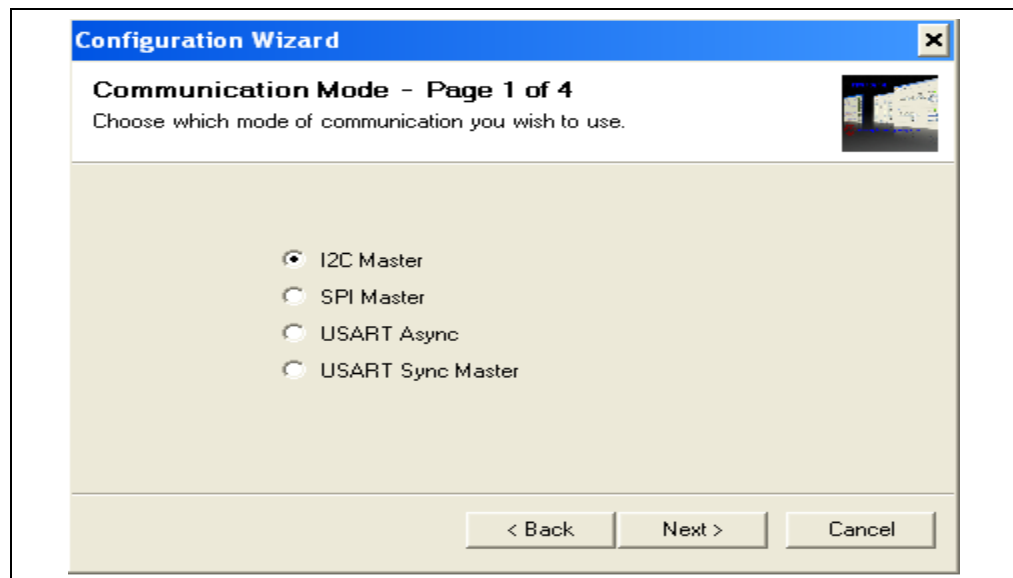 Configuration Wizard
Communication Mode - Page 1 of 4
Choose which mode of communication you wish to use.
I2C Master
SPI Master
USART Async
USART Sync Master
< Back
Next >
Cancel